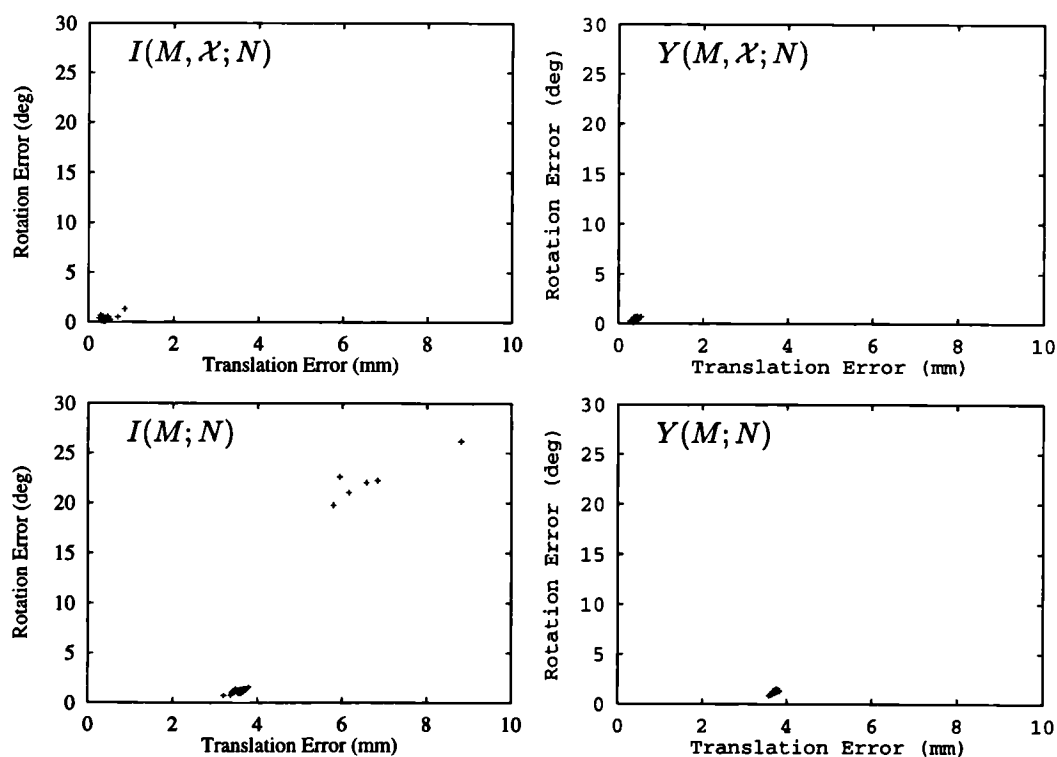 30
25
20
15
10
5
0
Rotation Error (deg)
I(M, 𝒳; N)
0 2 4 6 8 10
Translation Error (mm)
30
25
20
15
10
5
0
Rotation Error (deg)
Y(M, 𝒳; N)
0 2 4 6 8 10
Translation Error (mm)
30
25
20
15
10
5
0
Rotation Error (deg)
I(M; N)
0 2 4 6 8 10
Translation Error (mm)
30
25
20
15
10
5
0
Rotation Error (deg)
Y(M; N)
0 2 4 6 8 10
Translation Error (mm)